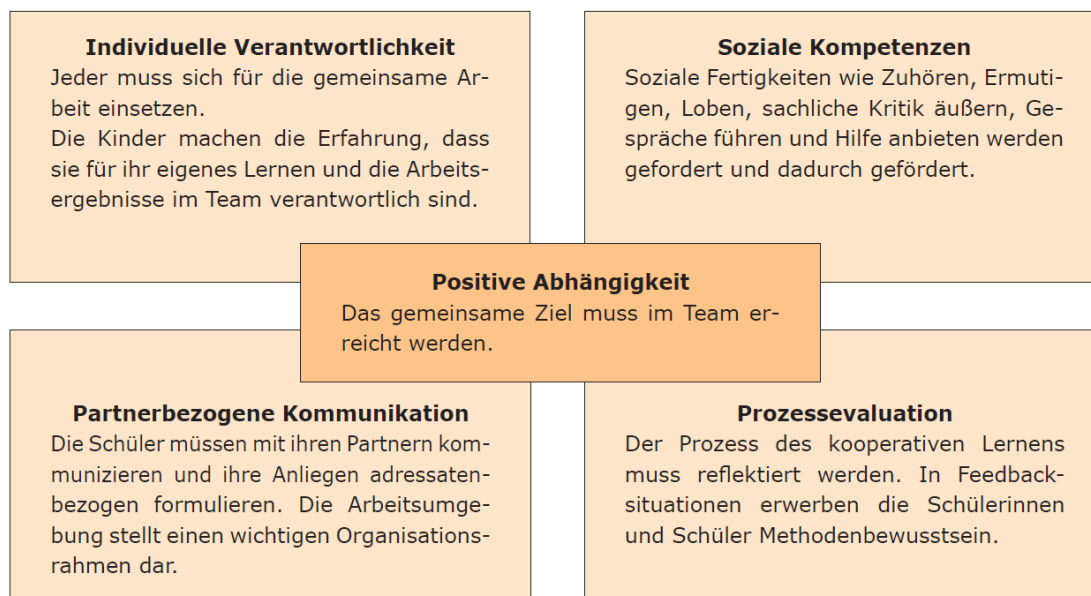 Individuelle Verantwortlichkeit
Jeder muss sich für die gemeinsame Ar-
beit einsetzen.
Die Kinder machen die Erfahrung, dass
sie für ihr eigenes Lernen und die Arbeits-
ergebnisse im Team verantwortlich sind.
Soziale Kompetenzen
Soziale Fertigkeiten wie Zuhören, Ermuti-
gen, Loben, sachliche Kritik äußern, Ge-
spräche führen und Hilfe anbieten werden
gefordert und dadurch gefördert.
Positive Abhängigkeit
Das gemeinsame Ziel muss im Team er-
reicht werden.
Partnerbezogene Kommunikation
Die Schüler müssen mit ihren Partnern kom-
munizieren und ihre Anliegen adressaten-
bezogen formulieren. Die Arbeitsumge-
bung stellt einen wichtigen Organisations-
rahmen dar.
Prozessevaluation
Der Prozess des kooperativen Lernens
muss reflektiert werden. In Feedback-
situationen erwerben die Schülerinnen
und Schüler Methodenbewusstsein.